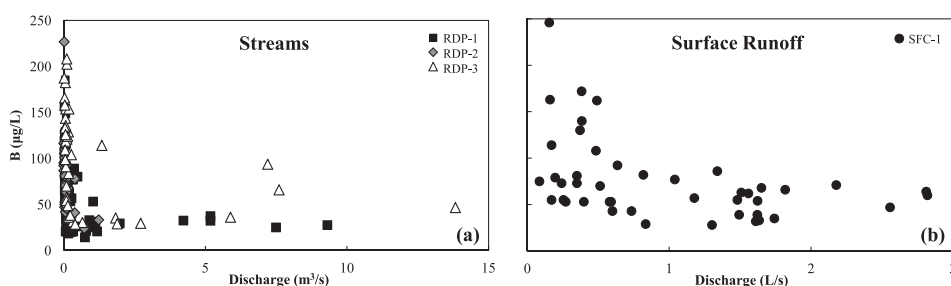 250
200
150
100
50
0
B (µg/L)
Streams
RDP-1
RDP-2
RDP-3
(a)
0 5 10 15
Discharge (m³/s)
Surface Runoff
SFC-1
(b)
0 1 2 3
Discharge (L/s)